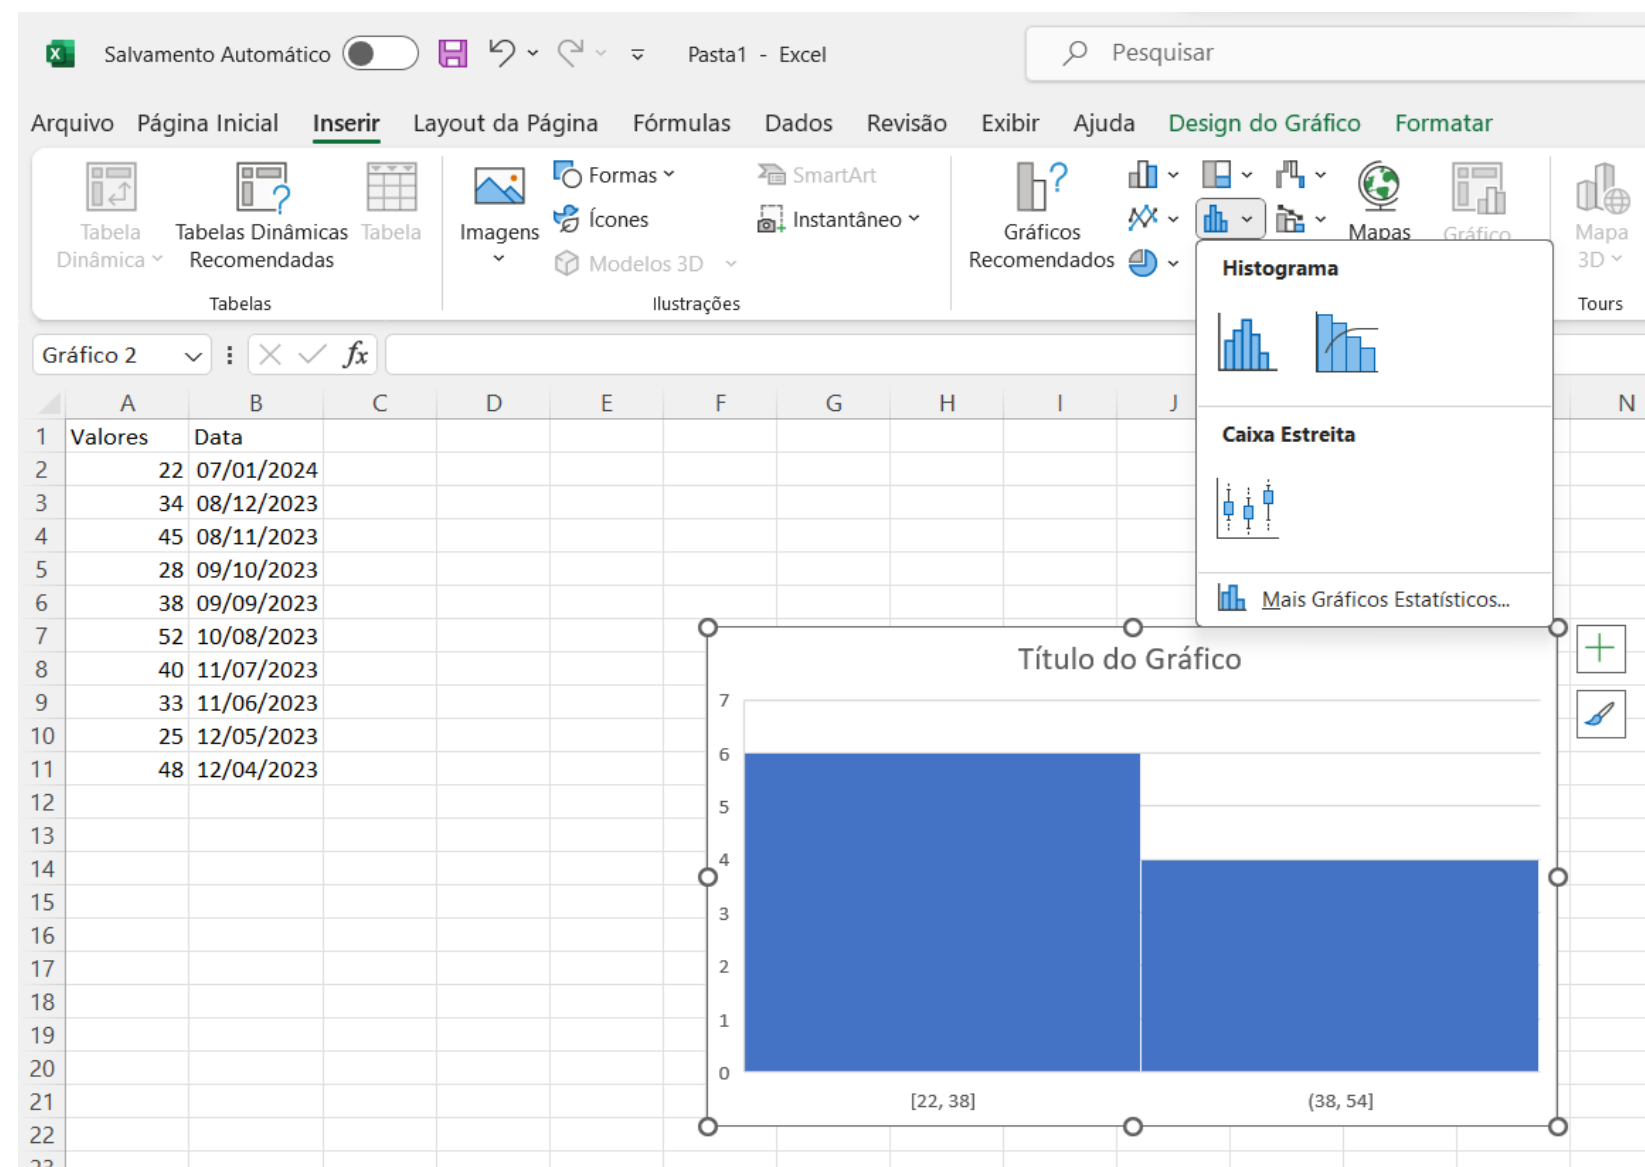 Salvamento Automático Pasta1 - Excel Pesquisar
Arquivo Página Inicial Inserir Layout da Página Fórmulas Dados Revisão Exibir Ajuda Design do Gráfico Formatar
Tabela Dinâmica
Tabelas Dinâmicas Recomendadas
Tabela
Tabelas
Imagens
Formas
Ícones
Modelos 3D
SmartArt
Instantâneo
Ilustrações
Gráficos Recomendados
Mapas
Gráfico
Mapa 3D
Tours
Histograma
Caixa Estreita
Mais Gráficos Estatísticos...
Gráfico 2 fx
A B C D E F G H I J N
1 Valores Data
2 22 07/01/2024
3 34 08/12/2023
4 45 08/11/2023
5 28 09/10/2023
6 38 09/09/2023
7 52 10/08/2023
8 40 11/07/2023
9 33 11/06/2023
10 25 12/05/2023
11 48 12/04/2023
12
13
14
15
16
17
18
19
20
21
22
23
Título do Gráfico
7
6
5
4
3
2
1
0
[22, 38] (38, 54]